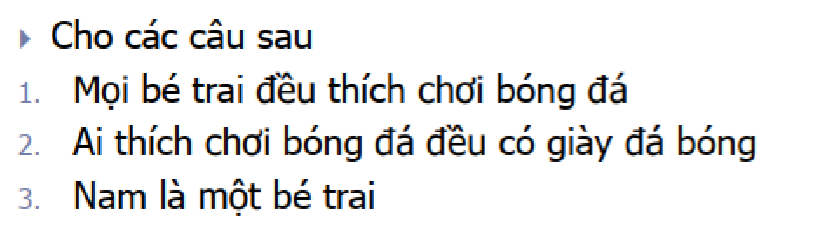 Cho các câu sau
1. Mọi bé trai đều thích chơi bóng đá
2. Ai thích chơi bóng đá đều có giày đá bóng
3. Nam là một bé trai